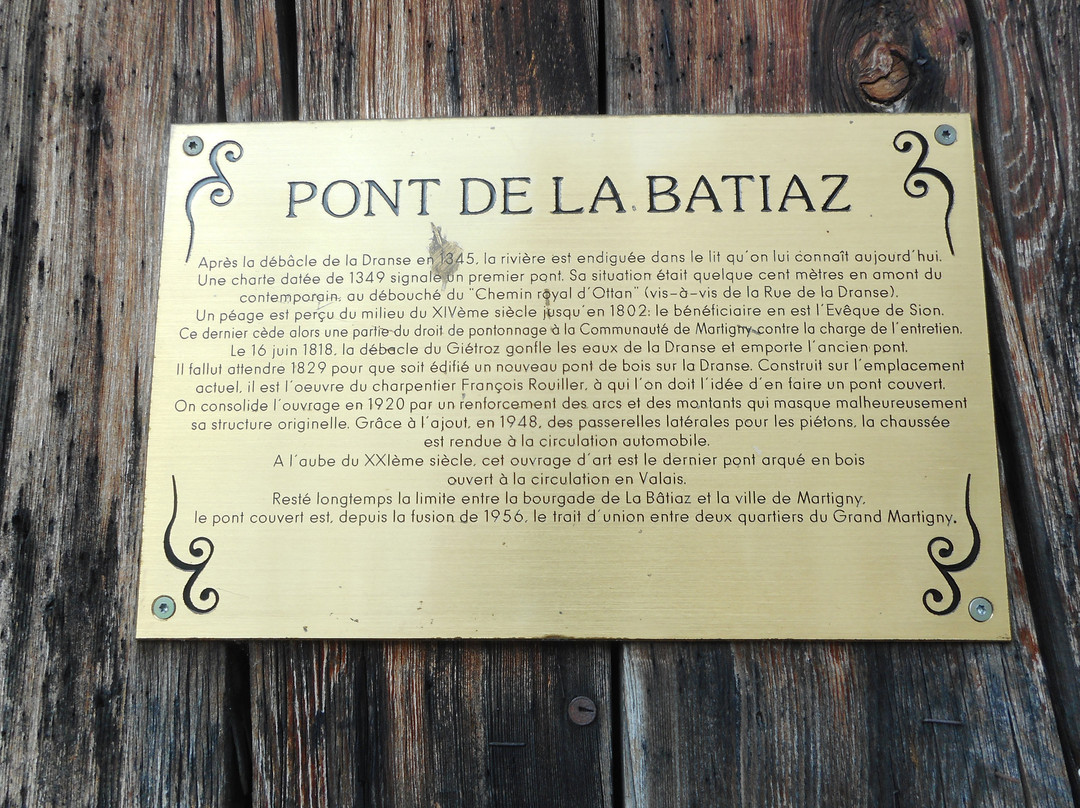 PONT DE LA BATIAZ
Après la débâcle de la Dranse en 1345, la rivière est endiguée dans le lit qu'on lui connaît aujourd'hui.
Une charte datée de 1349 signale un premier pont. Sa situation était quelque cent mètres en amont du
contemporain, au débouché du "Chemin royal d'Ottan" (vis-à-vis de la Rue de la Dranse).
Un péage est perçu du milieu du XIVème siècle jusqu'en 1802: le bénéficiaire en est l'Evêque de Sion.
Ce dernier cède alors une partie du droit de pontonnage à la Communauté de Martigny contre la charge de l'entretien.
Le 16 juin 1818, la débacle du Giétroz gonfle les eaux de la Dranse et emporte l'ancien pont.
Il fallut attendre 1829 pour que soit édifié un nouveau pont de bois sur la Dranse. Construit sur l'emplacement
actuel, il est l'oeuvre du charpentier François Rouiller, à qui l'on doit l'idée d'en faire un pont couvert.
On consolide l'ouvrage en 1920 par un renforcement des arcs et des montants qui masque malheureusement
sa structure originelle. Grâce à l'ajout, en 1948, des passerelles latérales pour les piétons, la chaussée
est rendue à la circulation automobile.
A l'aube du XXIème siècle, cet ouvrage d'art est le dernier pont arqué en bois
ouvert à la circulation en Valais.
Resté longtemps la limite entre la bourgade de La Bâtiaz et la ville de Martigny,
le pont couvert est, depuis la fusion de 1956, le trait d'union entre deux quartiers du Grand Martigny.